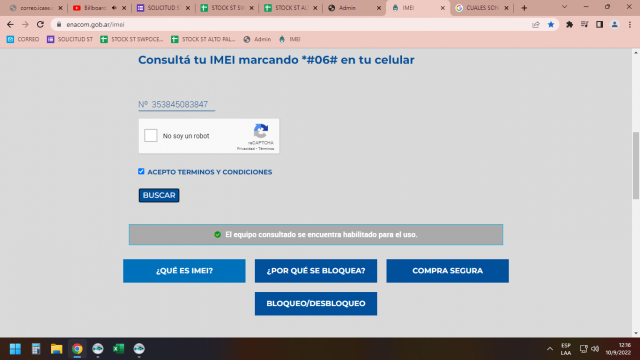 correo.icasa
Billboard
SOLICITUD S
STOCK ST SW
STOCK ST AL
Admin
IMEI
CUALES SON
enacom.gob.ar/imei
CORREO
SOLICITUD ST
STOCK ST SWPOCE...
STOCK ST ALTO PAL...
Admin
IMEI
Consultá tu IMEI marcando *#06# en tu celular
Nº 353845083847
No soy un robot
reCAPTCHA
Privacidad - Términos
ACEPTO TERMINOS Y CONDICIONES
BUSCAR
El equipo consultado se encuentra habilitado para el uso.
¿QUÉ ES IMEI?
¿POR QUÉ SE BLOQUEA?
COMPRA SEGURA
BLOQUEO/DESBLOQUEO
ESP
LAA
12:16
10/9/2022